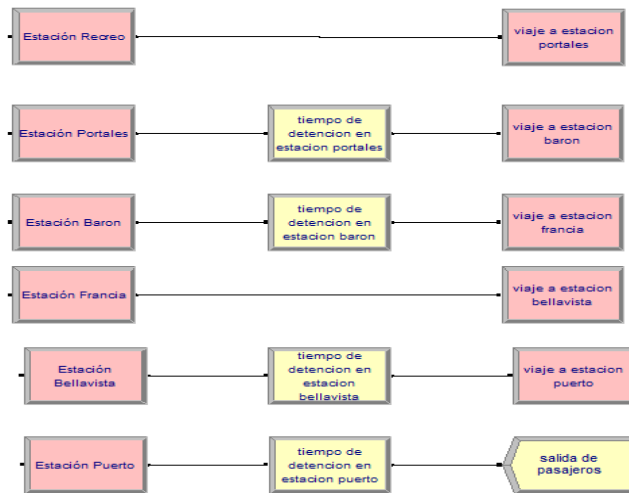 Estación Recreo
viaje a estacion
portales
Estación Portales
tiempo de
detencion en
estacion portales
viaje a estacion
baron
Estación Baron
tiempo de
detencion en
estacion baron
viaje a estacion
francia
Estación Francia
viaje a estacion
bellavista
Estación
Bellavista
tiempo de
detencion en
estacion
bellavista
viaje a estacion
puerto
Estación Puerto
tiempo de
detencion en
estacion puerto
salida de
pasajeros